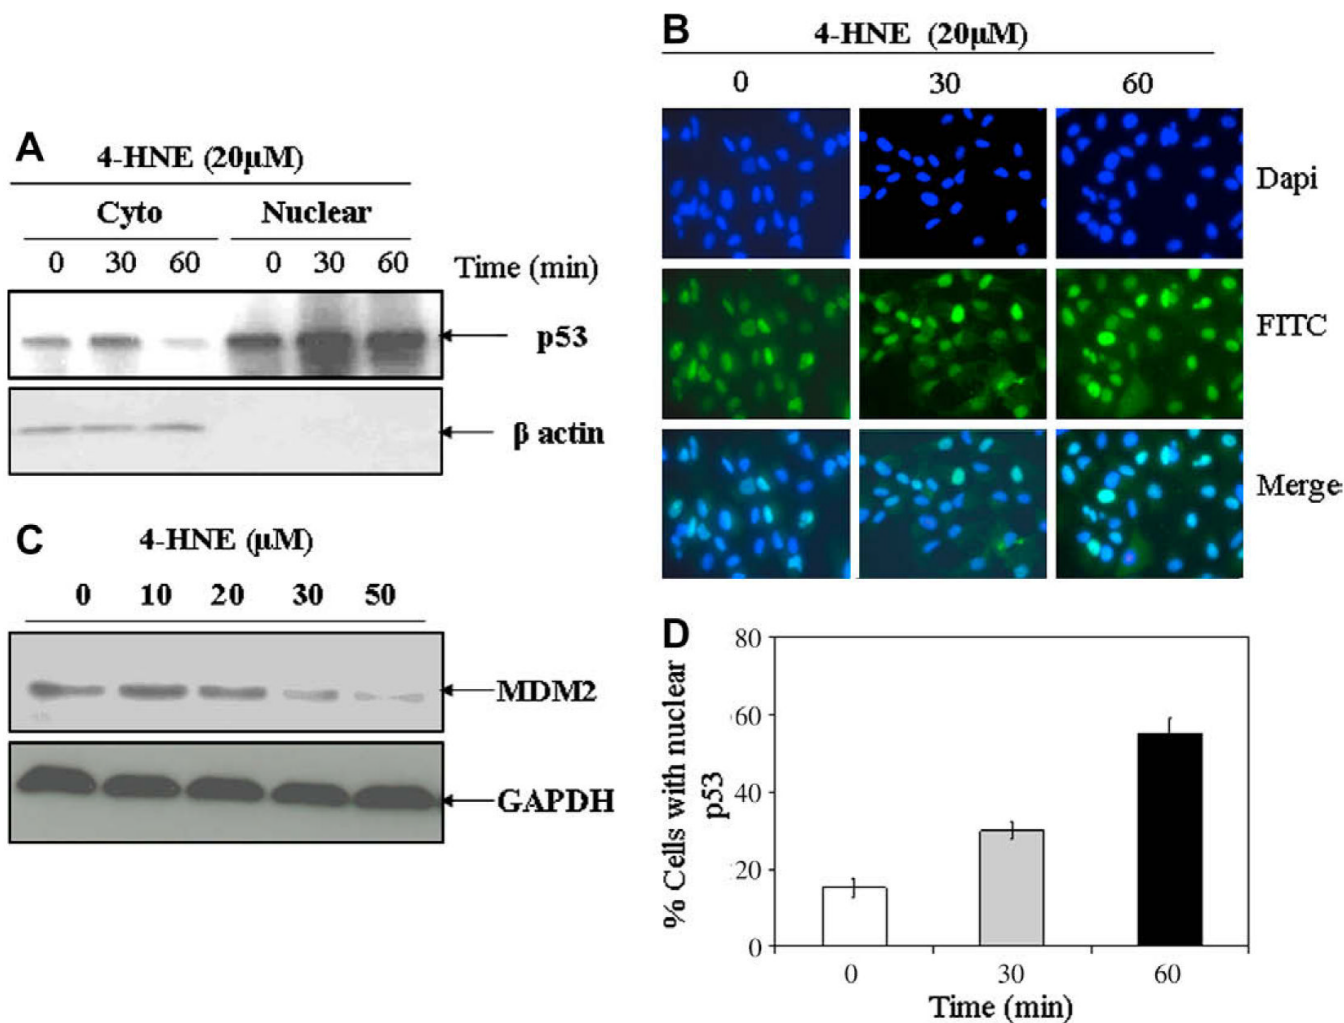 A
4-HNE (20µM)
Cyto Nuclear
0 30 60 0 30 60 Time (min)
p53
β actin
B
4-HNE (20µM)
0 30 60
Dapi
FITC
Merge
C
4-HNE (µM)
0 10 20 30 50
MDM2
GAPDH
D
% Cells with nuclear
p53
80
60
40
20
0
0 30 60
Time (min)